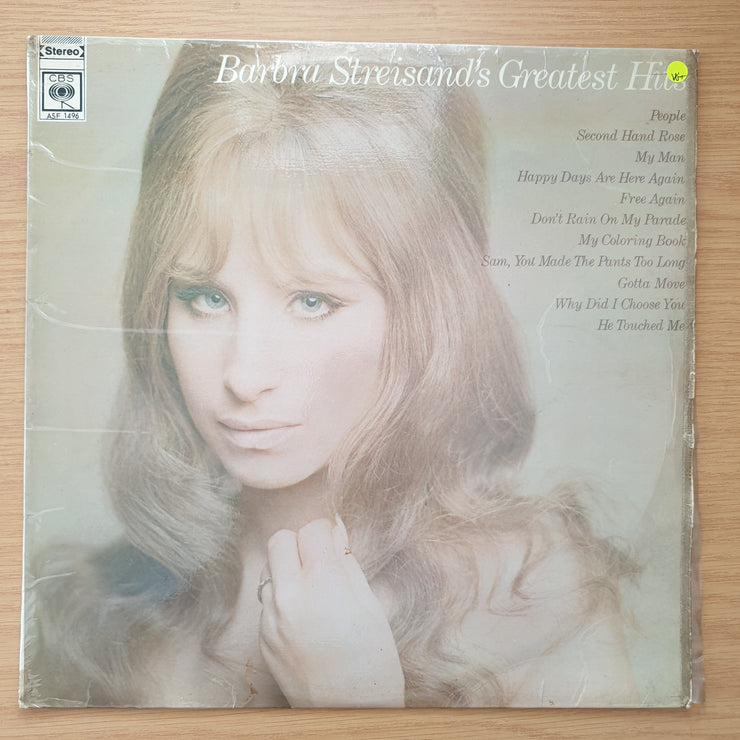 Stereo
CBS
ASF 1496
Barbra Streisand's Greatest Hits
People
Second Hand Rose
My Man
Happy Days Are Here Again
Free Again
Don't Rain On My Parade
My Coloring Book
Sam, You Made The Pants Too Long
Gotta Move
Why Did I Choose You
He Touched Me